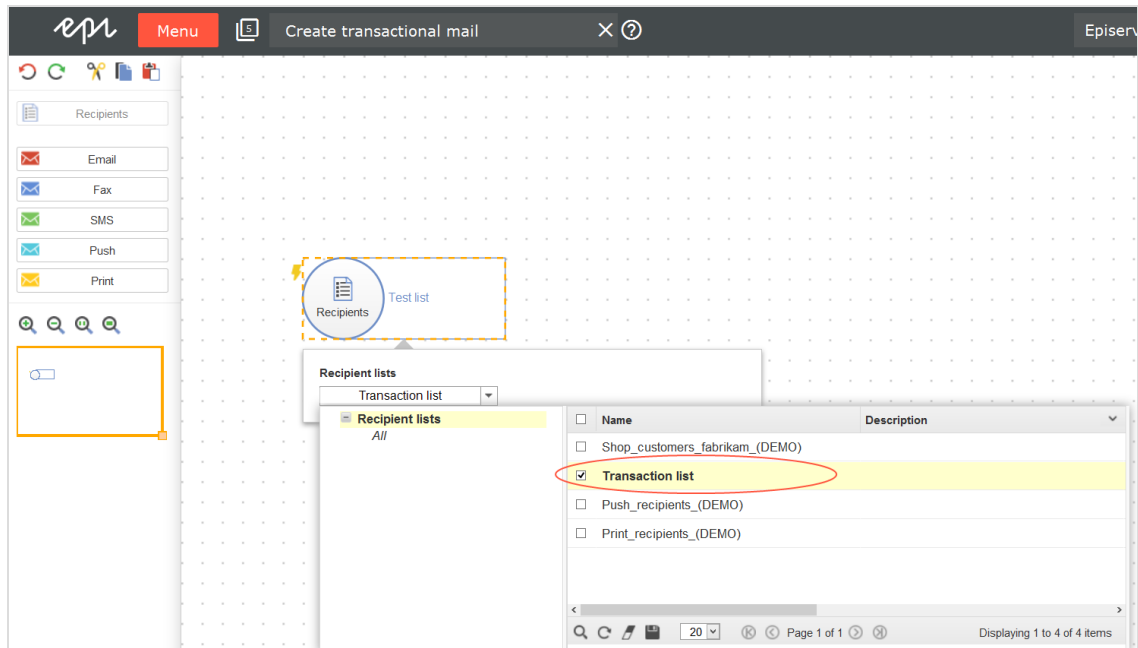 epi
Menu
5
Create transactional mail
Episerv
Recipients
Email
Fax
SMS
Push
Print
Recipients
Test list
Recipient lists
Transaction list
Recipient lists
All
Name Description
Shop_customers_fabrikam_(DEMO)
Transaction list
Push_recipients_(DEMO)
Print_recipients_(DEMO)
20 Page 1 of 1 Displaying 1 to 4 of 4 items